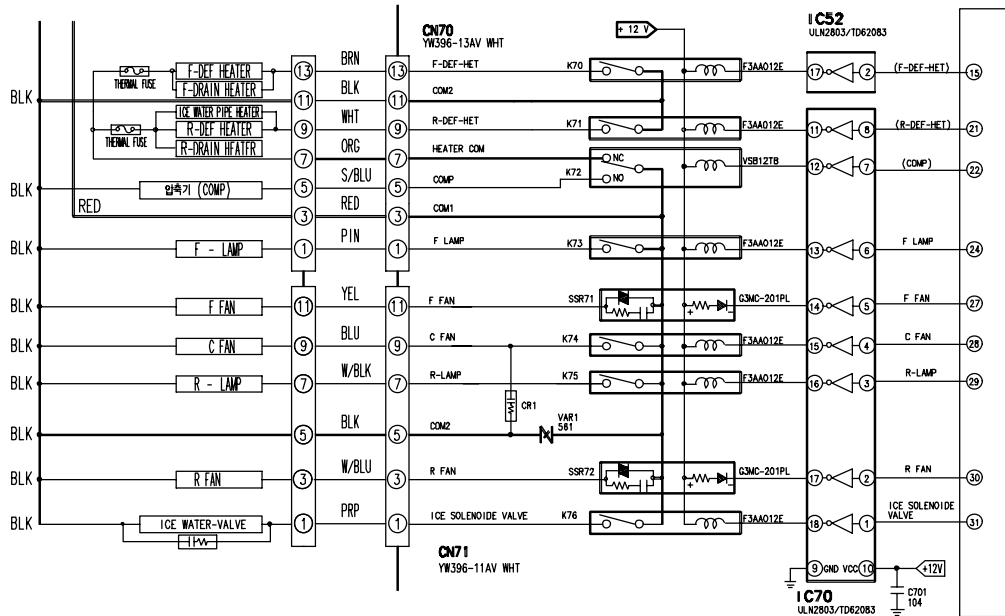 CN70
YW396-13AV WHT
+ 12 V
IC52
ULN2803/TD62083
THERMAL FUSE
F-DEF HEATER
F-DRAIN HEATER
13
BRN
13
F-DEF-HET
K70
F3AA012E
17
2
(F-DEF-HET)
15
BLK
11
BLK
11
COM2
THERMAL FUSE
ICE WATER PIPE HEATER
R-DEF HEATER
R-DRAIN HEATER
9
WHT
9
R-DEF-HET
K71
F3AA012E
11
8
(R-DEF-HET)
21
7
ORG
7
HEATER COM
NC
NO
K72
VSB12TB
12
7
(COMP)
22
BLK
압축기 (COMP)
5
S/BLU
5
COMP
RED
3
RED
3
COM1
BLK
F - LAMP
1
PIN
1
F LAMP
K73
F3AA012E
13
6
F LAMP
24
BLK
F FAN
11
YEL
11
F FAN
SSR71
+
-
G3MC-201PL
14
5
F FAN
27
BLK
C FAN
9
BLU
9
C FAN
K74
F3AA012E
15
4
C FAN
28
BLK
R - LAMP
7
W/BLK
7
R-LAMP
K75
F3AA012E
16
3
R-LAMP
29
CR1
BLK
5
BLK
5
COM2
VAR1
561
BLK
R FAN
3
W/BLU
3
R FAN
SSR72
+
-
G3MC-201PL
17
2
R FAN
30
BLK
ICE WATER-VALVE
1
PRP
1
ICE SOLENOIDE VALVE
K76
F3AA012E
18
1
ICE SOLENOIDE
VALVE
31
CN71
YW396-11AV WHT
9 GND VCC 10
+12V
C701
104
IC70
ULN2803/TD62083